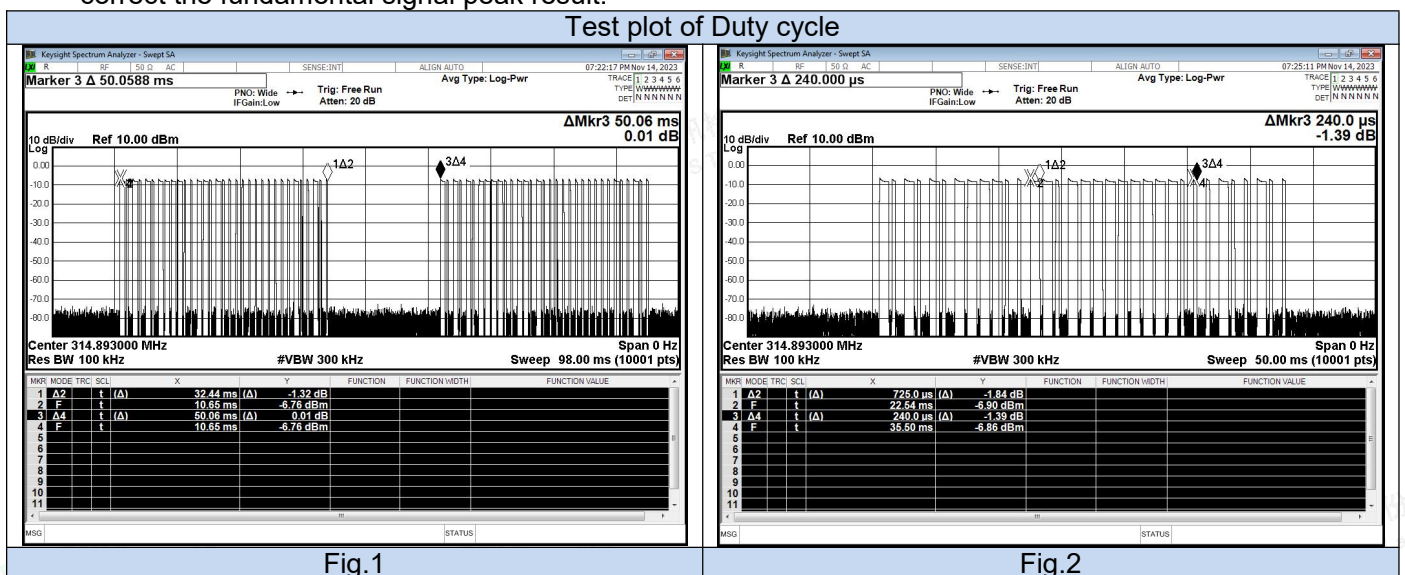 correct the fundamental signal peak result.
Test plot of Duty cycle
Keysight Spectrum Analyzer - Swept SA
LXI R RF 50 Ω AC SENSE:INT ALIGN AUTO 07:22:17 PM Nov 14, 2023
Marker 3 Δ 50.0588 ms
PNO: Wide
IFGain:Low
Trig: Free Run
Atten: 20 dB
Avg Type: Log-Pwr
TRACE 1 2 3 4 5 6
TYPE WWWWWW
DET N N N N N N
ΔMkr3 50.06 ms
0.01 dB
10 dB/div Ref 10.00 dBm
Log
0.00
-10.0
-20.0
-30.0
-40.0
-50.0
-60.0
-70.0
-80.0
1Δ2
3Δ4
Center 314.893000 MHz Span 0 Hz
Res BW 100 kHz #VBW 300 kHz Sweep 98.00 ms (10001 pts)
MKR MODE TRC SCL X Y FUNCTION FUNCTION WIDTH FUNCTION VALUE
1 Δ2 t (Δ) 32.44 ms (Δ) -1.32 dB
2 F t 10.65 ms -6.76 dBm
3 Δ4 t (Δ) 50.06 ms (Δ) 0.01 dB
4 F t 10.65 ms -6.76 dBm
5
6
7
8
9
10
11
MSG STATUS
Fig.1
Keysight Spectrum Analyzer - Swept SA
LXI R RF 50 Ω AC SENSE:INT ALIGN AUTO 07:25:11 PM Nov 14, 2023
Marker 3 Δ 240.000 µs
PNO: Wide
IFGain:Low
Trig: Free Run
Atten: 20 dB
Avg Type: Log-Pwr
TRACE 1 2 3 4 5 6
TYPE WWWWWW
DET N N N N N N
ΔMkr3 240.0 µs
-1.39 dB
10 dB/div Ref 10.00 dBm
Log
0.00
-10.0
-20.0
-30.0
-40.0
-50.0
-60.0
-70.0
-80.0
1Δ2
2
3Δ4
4
Center 314.893000 MHz Span 0 Hz
Res BW 100 kHz #VBW 300 kHz Sweep 50.00 ms (10001 pts)
MKR MODE TRC SCL X Y FUNCTION FUNCTION WIDTH FUNCTION VALUE
1 Δ2 t (Δ) 725.0 µs (Δ) -1.84 dB
2 F t 22.54 ms -6.90 dBm
3 Δ4 t (Δ) 240.0 µs (Δ) -1.39 dB
4 F t 35.50 ms -6.86 dBm
5
6
7
8
9
10
11
MSG STATUS
Fig.2